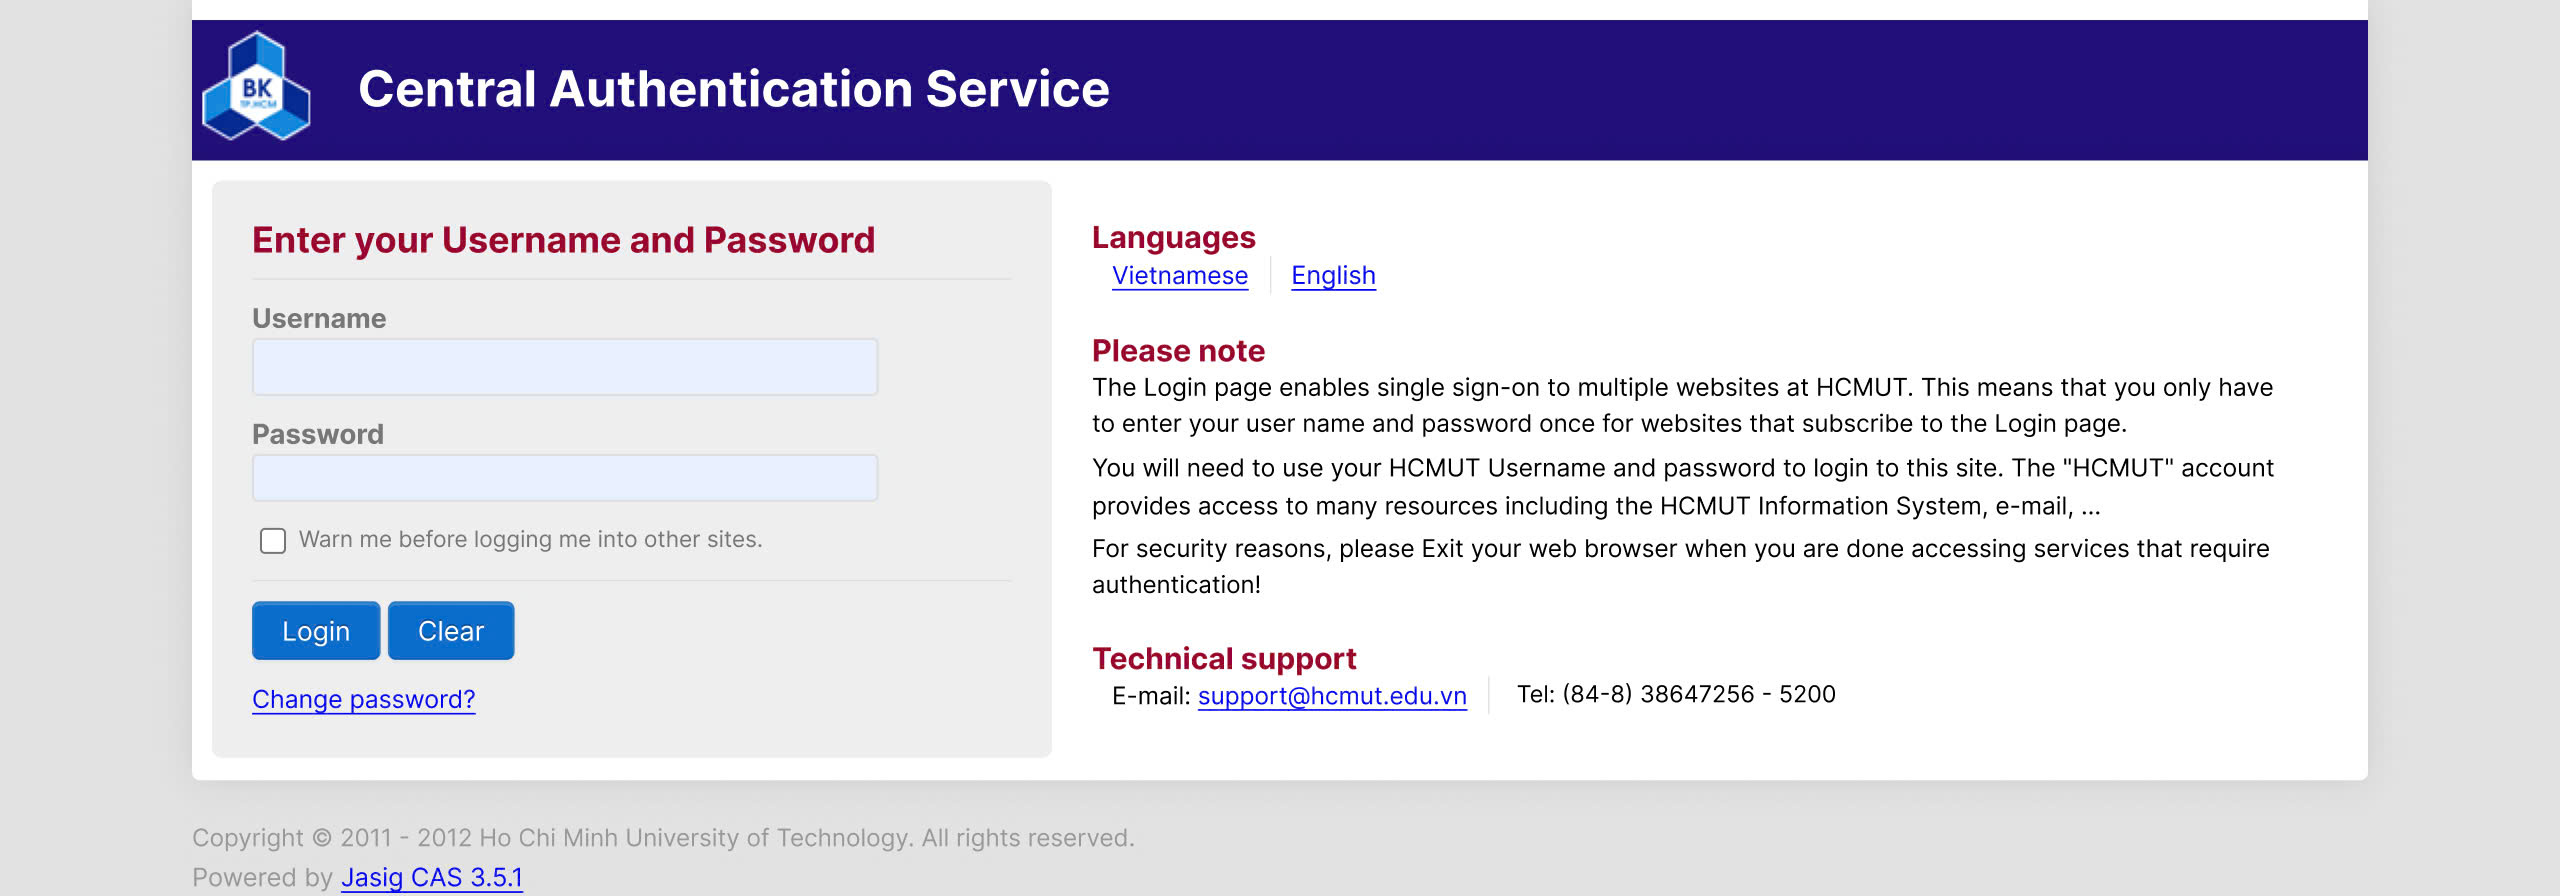 BK
TP.HCM
Central Authentication Service
Enter your Username and Password
Username
Password
Warn me before logging me into other sites.
Login Clear
Change password?
Languages
Vietnamese English
Please note
The Login page enables single sign-on to multiple websites at HCMUT. This means that you only have
to enter your user name and password once for websites that subscribe to the Login page.
You will need to use your HCMUT Username and password to login to this site. The "HCMUT" account
provides access to many resources including the HCMUT Information System, e-mail, ...
For security reasons, please Exit your web browser when you are done accessing services that require
authentication!
Technical support
E-mail: support@hcmut.edu.vn Tel: (84-8) 38647256 - 5200
Copyright © 2011 - 2012 Ho Chi Minh University of Technology. All rights reserved.
Powered by Jasig CAS 3.5.1